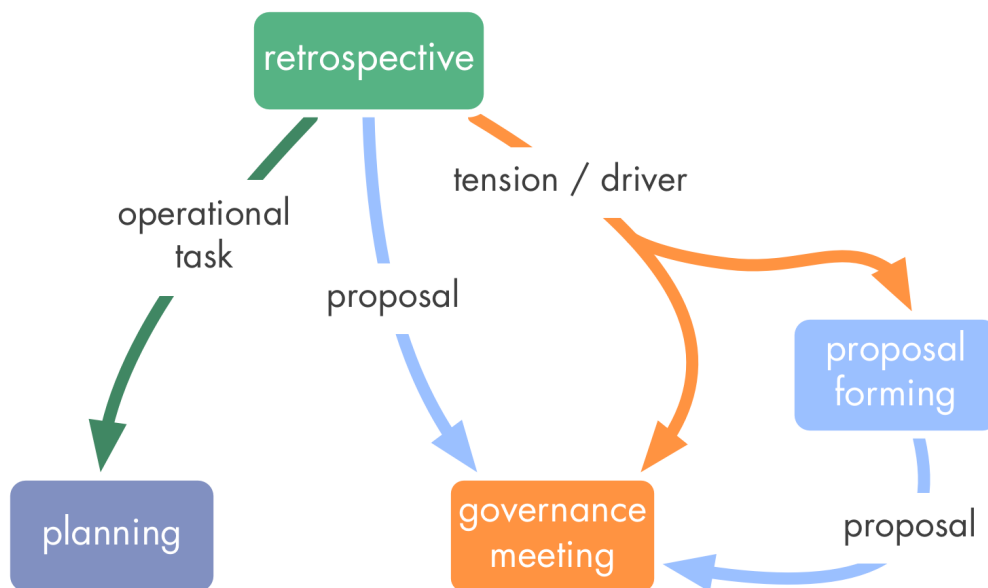 retrospective
tension / driver
operational
task
proposal
proposal
forming
planning
governance
meeting
proposal